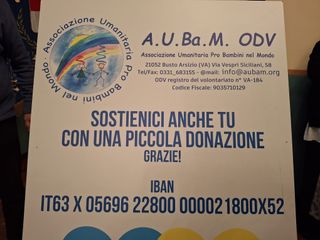 Associazione Umanitaria Pro Bambini nel Mondo
A.U.Ba.M. ODV
Associazione Umanitaria Pro Bambini nel Mondo
21052 Busto Arsizio (VA) Via Vespri Siciliani, 58
Tel/Fax: 0331_683155 - @mail: info@aubam.org
ODV registro del volontariato n° VA-184
Codice Fiscale: 9035710129
SOSTIENICI ANCHE TU
CON UNA PICCOLA DONAZIONE
GRAZIE!
IBAN
IT63 X 05696 22800 000021800X52